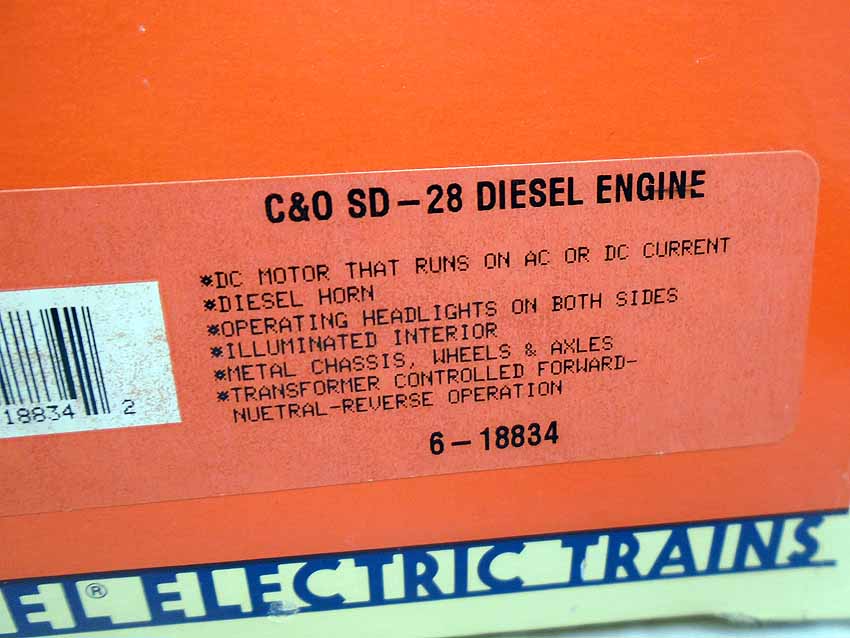 C&O SD-28 DIESEL ENGINE
*DC MOTOR THAT RUNS ON AC OR DC CURRENT
*DIESEL HORN
*OPERATING HEADLIGHTS ON BOTH SIDES
*ILLUMINATED INTERIOR
*METAL CHASSIS, WHEELS & AXLES
*TRANSFORMER CONTROLLED FORWARD-
NUETRAL-REVERSE OPERATION
6-18834
18834 2
EL® ELECTRIC TRAINS